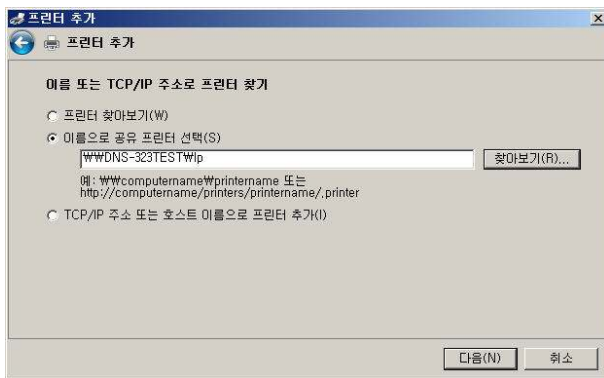 프린터 추가
프린터 추가
이름 또는 TCP/IP 주소로 프린터 찾기
프린터 찾아보기(W)
이름으로 공유 프린터 선택(S)
₩₩DNS-323TEST₩lp
찾아보기(R)...
예: ₩₩computername₩printername 또는
http://computername/printers/printername/.printer
TCP/IP 주소 또는 호스트 이름으로 프린터 추가(I)
다음(N)
취소